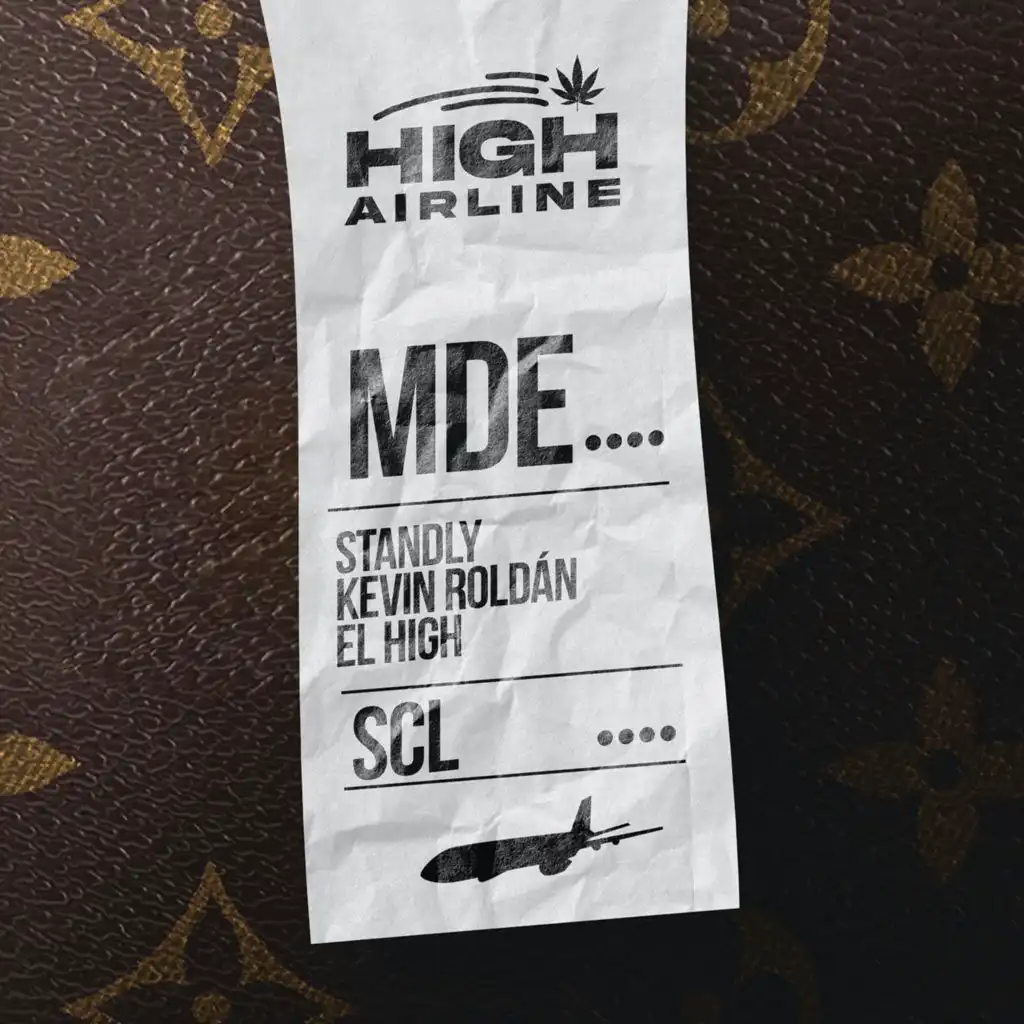 HIGH
AIRLINE
MDE....
STANDLY
KEVIN ROLDÁN
EL HIGH
SCL ....